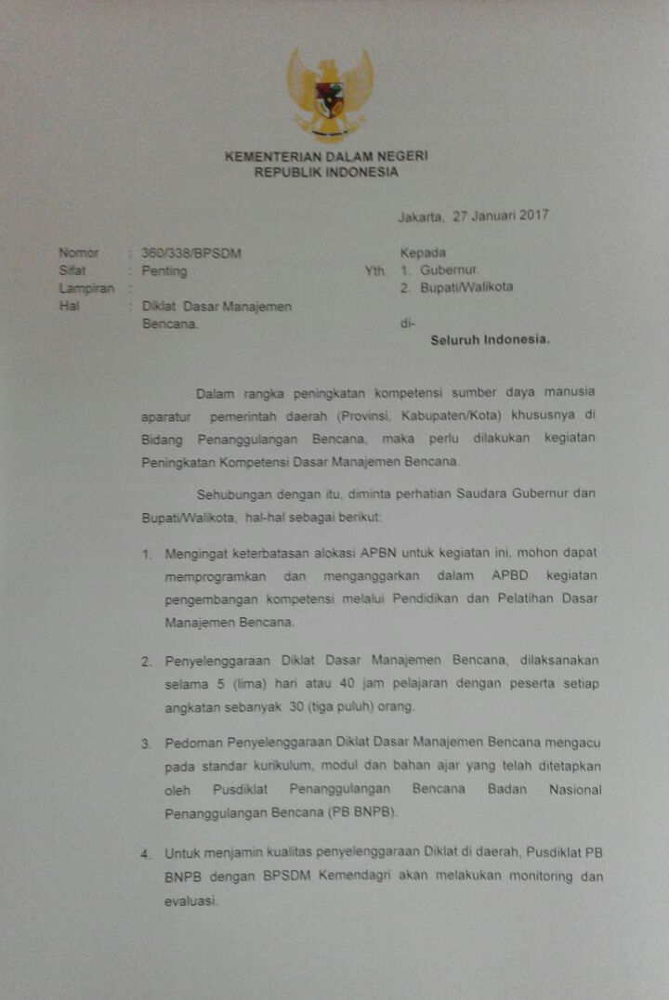 KEMENTERIAN DALAM NEGERI
REPUBLIK INDONESIA
Jakarta, 27 Januari 2017
Nomor : 360/338/BPSDM
Sifat : Penting
Lampiran :
Hal : Diklat Dasar Manajemen
Bencana.
Kepada
Yth. 1. Gubernur.
2. Bupati/Walikota
di-
Seluruh Indonesia.
Dalam rangka peningkatan kompetensi sumber daya manusia
aparatur pemerintah daerah (Provinsi, Kabupaten/Kota) khususnya di
Bidang Penanggulangan Bencana, maka perlu dilakukan kegiatan
Peningkatan Kompetensi Dasar Manajemen Bencana.
Sehubungan dengan itu, diminta perhatian Saudara Gubernur dan
Bupati/Walikota, hal-hal sebagai berikut:
1. Mengingat keterbatasan alokasi APBN untuk kegiatan ini, mohon dapat
memprogramkan dan menganggarkan dalam APBD kegiatan
pengembangan kompetensi melalui Pendidikan dan Pelatihan Dasar
Manajemen Bencana.
2. Penyelenggaraan Diklat Dasar Manajemen Bencana, dilaksanakan
selama 5 (lima) hari atau 40 jam pelajaran dengan peserta setiap
angkatan sebanyak 30 (tiga puluh) orang.
3. Pedoman Penyelenggaraan Diklat Dasar Manajemen Bencana mengacu
pada standar kurikulum, modul dan bahan ajar yang telah ditetapkan
oleh Pusdiklat Penanggulangan Bencana Badan Nasional
Penanggulangan Bencana (PB BNPB).
4. Untuk menjamin kualitas penyelenggaraan Diklat di daerah, Pusdiklat PB
BNPB dengan BPSDM Kemendagri akan melakukan monitoring dan
evaluasi.